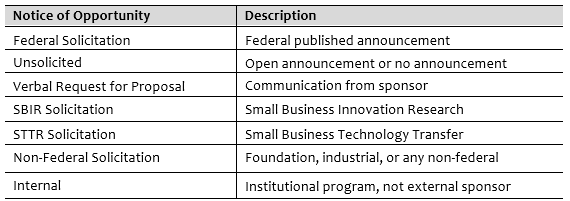 Notice of Opportunity Description
Federal Solicitation Federal published announcement
Unsolicited Open announcement or no announcement
Verbal Request for Proposal Communication from sponsor
SBIR Solicitation Small Business Innovation Research
STTR Solicitation Small Business Technology Transfer
Non-Federal Solicitation Foundation, industrial, or any non-federal
Internal Institutional program, not external sponsor